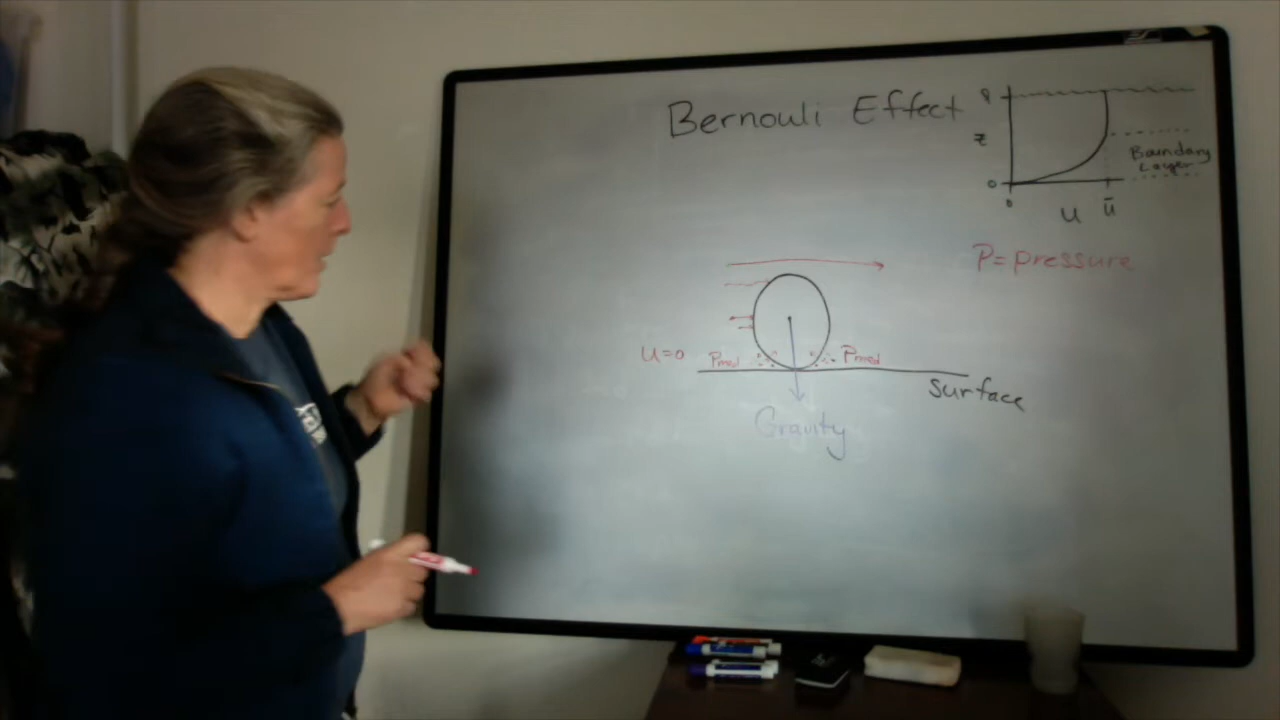 Bernouli Effect
z
0
0
u
ū
Boundary
Layer
P = pressure
u=0
Pmed
Pmed
Surface
Gravity